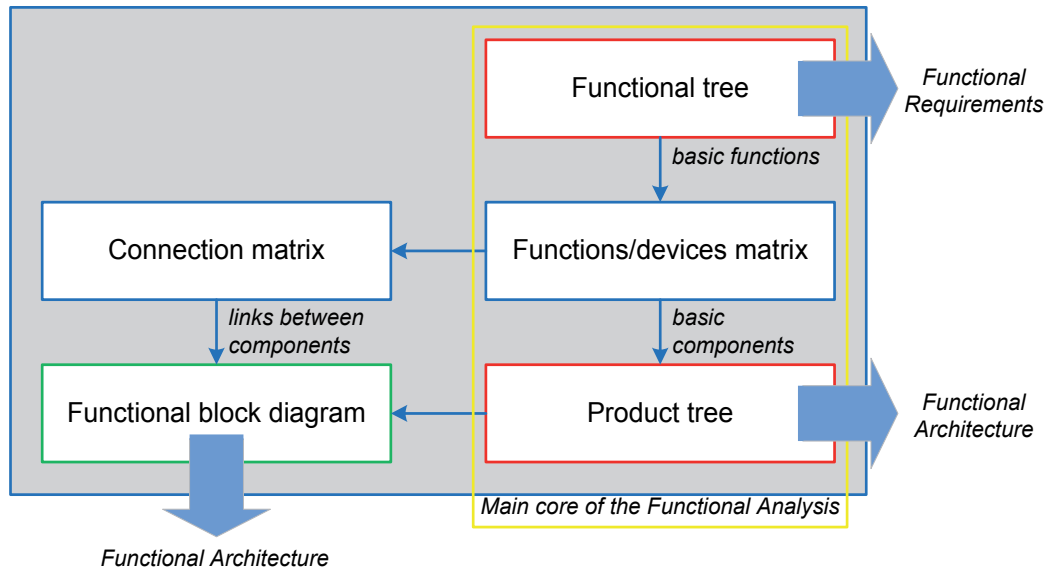 Functional tree
Functional
Requirements
basic functions
Connection matrix
Functions/devices matrix
links between
components
basic
components
Functional block diagram
Product tree
Functional
Architecture
Main core of the Functional Analysis
Functional Architecture